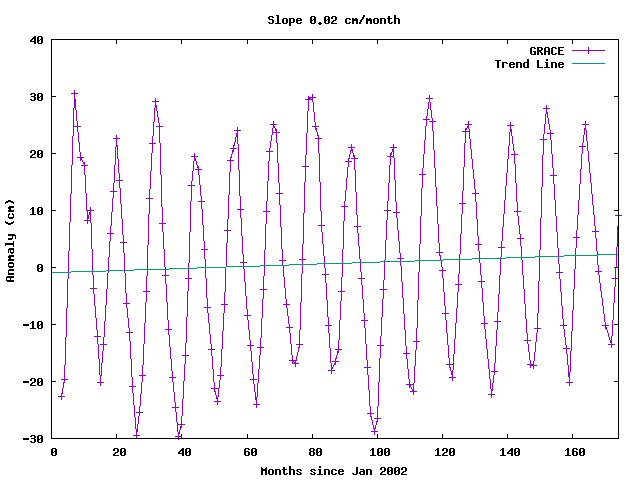 Slope 0.02 cm/month
GRACE
Trend Line
Anomaly (cm)
40
30
20
10
0
-10
-20
-30
0 20 40 60 80 100 120 140 160
Months since Jan 2002